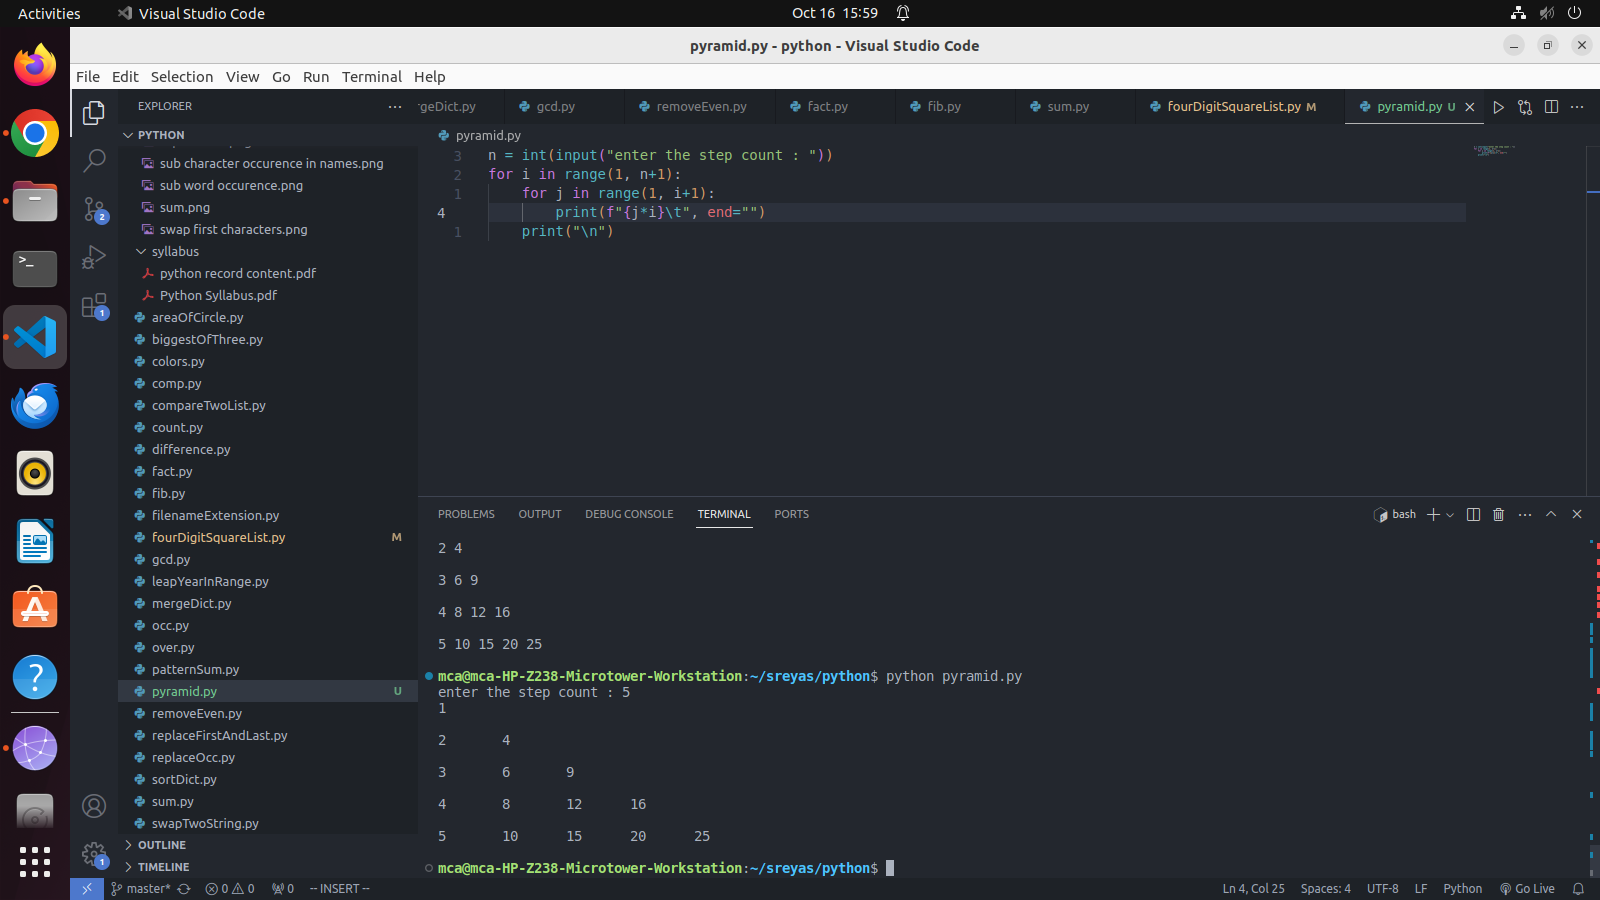 Activities
Visual Studio Code
Oct 16 15:59
pyramid.py - python - Visual Studio Code
File Edit Selection View Go Run Terminal Help
EXPLORER
geDict.py
gcd.py
removeEven.py
fact.py
fib.py
sum.py
fourDigitSquareList.py M
pyramid.py U
PYTHON
sub character occurence in names.png
sub word occurence.png
sum.png
swap first characters.png
syllabus
python record content.pdf
Python Syllabus.pdf
areaOfCircle.py
biggestOfThree.py
colors.py
comp.py
compareTwoList.py
count.py
difference.py
fact.py
fib.py
filenameExtension.py
fourDigitSquareList.py M
gcd.py
leapYearInRange.py
mergeDict.py
occ.py
over.py
patternSum.py
pyramid.py U
removeEven.py
replaceFirstAndLast.py
replaceOcc.py
sortDict.py
sum.py
swapTwoString.py
OUTLINE
TIMELINE
2
1
1
pyramid.py
3 n = int(input("enter the step count : "))
2 for i in range(1, n+1):
1 for j in range(1, i+1):
4 print(f"{j*i}\t", end="")
1 print("\n")
PROBLEMS OUTPUT DEBUG CONSOLE TERMINAL PORTS
bash
2 4
3 6 9
4 8 12 16
5 10 15 20 25
mca@mca-HP-Z238-Microtower-Workstation:~/sreyas/python$ python pyramid.py
enter the step count : 5
1
2 4
3 6 9
4 8 12 16
5 10 15 20 25
mca@mca-HP-Z238-Microtower-Workstation:~/sreyas/python$
master* 0 0 0 -- INSERT --
Ln 4, Col 25 Spaces: 4 UTF-8 LF Python Go Live